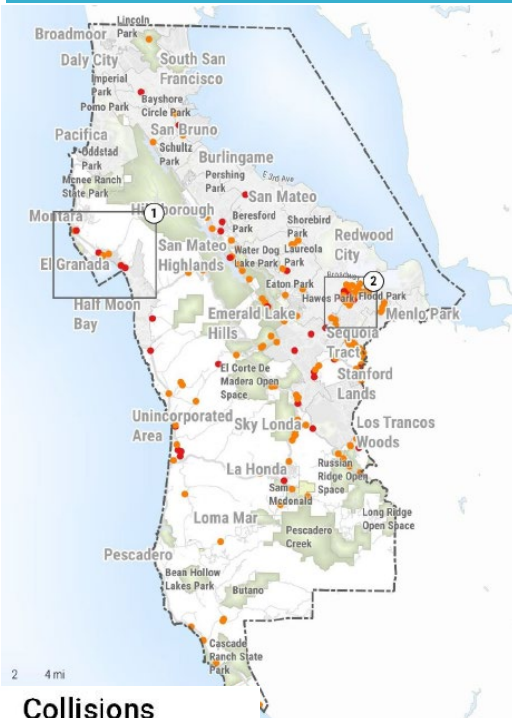 Lincoln
Park
Broadmoor
Daly City
South San
Francisco
Imperial
Park
Bayshore
Circle Park
Pomo Park
San Bruno
Pacifica
Schultz
Park
Oddstad
Park
Burlingame
Mcnee Ranch
State Park
Pershing
Park
E 3rd Ave
San Mateo
1
Montara
Hillsborough
Beresford
Park
Shorebird
Park
Redwood
City
San Mateo
Highlands
Water Dog
Lake Park
Laureola
Park
El Granada
Broadway
2
Eaton Park
Hawes Park
Flood Park
Half Moon
Bay
Emerald Lake
Hills
Menlo Park
Sequoia
Tract
El Corte De
Madera Open
Space
Stanford
Lands
Unincorporated
Area
Sky Londa
Los Trancos
Woods
La Honda
Russian
Ridge Open
Space
Sam
Mcdonald
Loma Mar
Long Ridge
Open Space
Pescadero
Creek
Pescadero
Bean Hollow
Lakes Park
Butano
Cascade
Ranch State
Park
2 4 mi
Collisions